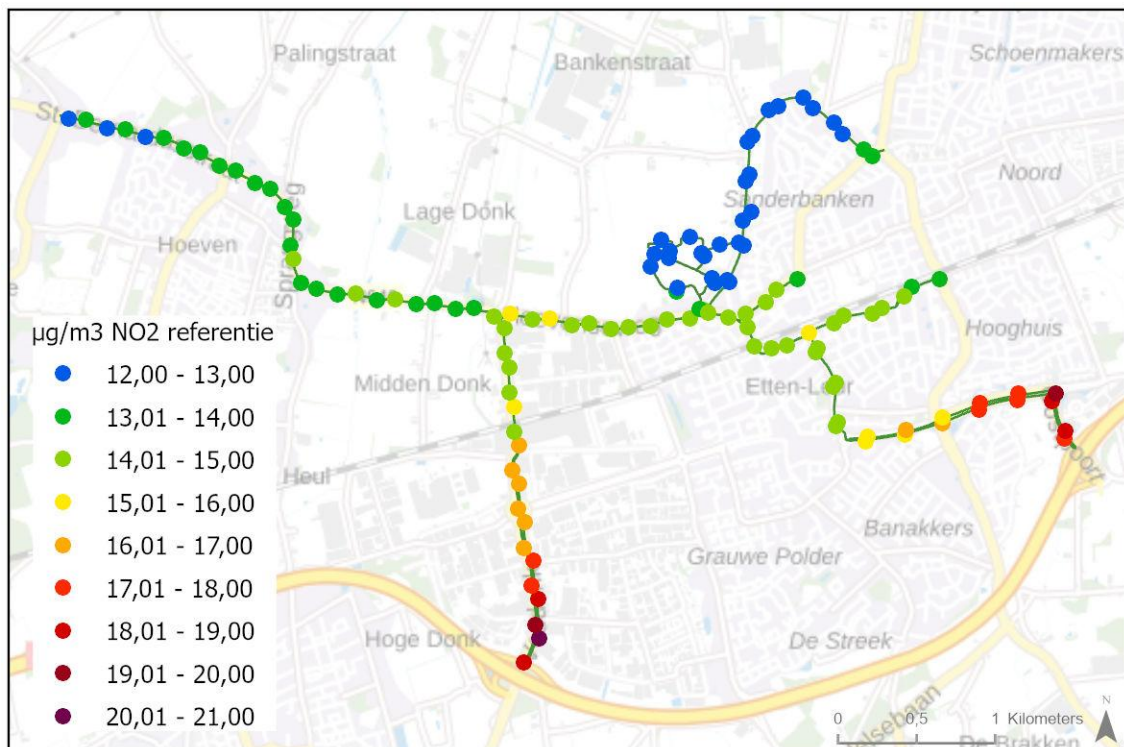 Palingstraat
Bankenstraat
Schoenmakers
Noord
Sanderbanken
Lage Donk
Hoeven
Hooghuis
µg/m3 NO2 referentie
12,00 - 13,00
Midden Donk
Etten-Leur
13,01 - 14,00
14,01 - 15,00
Heul
15,01 - 16,00
Banakkers
16,01 - 17,00
Grauwe Polder
17,01 - 18,00
18,01 - 19,00
Hoge Donk
De Streek
19,01 - 20,00
20,01 - 21,00
N
0 0,5 1 Kilometers
De Brakken